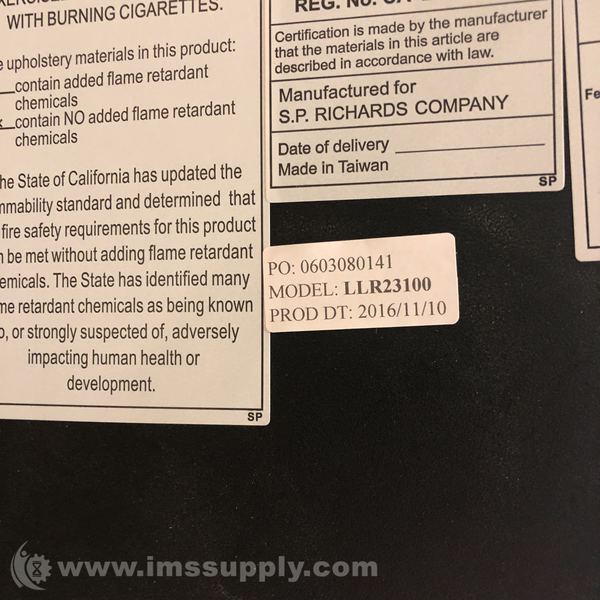 WITH BURNING CIGARETTES.
upholstery materials in this product:
contain added flame retardant
chemicals
x contain NO added flame retardant
chemicals
he State of California has updated the
mmability standard and determined that
fire safety requirements for this product
n be met without adding flame retardant
emicals. The State has identified many
me retardant chemicals as being known
o, or strongly suspected of, adversely
impacting human health or
development.
SP
REG. No. CA
Certification is made by the manufacturer
that the materials in this article are
described in accordance with law.
Manufactured for
S.P. RICHARDS COMPANY
Date of delivery
Made in Taiwan
SP
Fe
PO: 0603080141
MODEL: LLR23100
PROD DT: 2016/11/10
www.imssupply.com